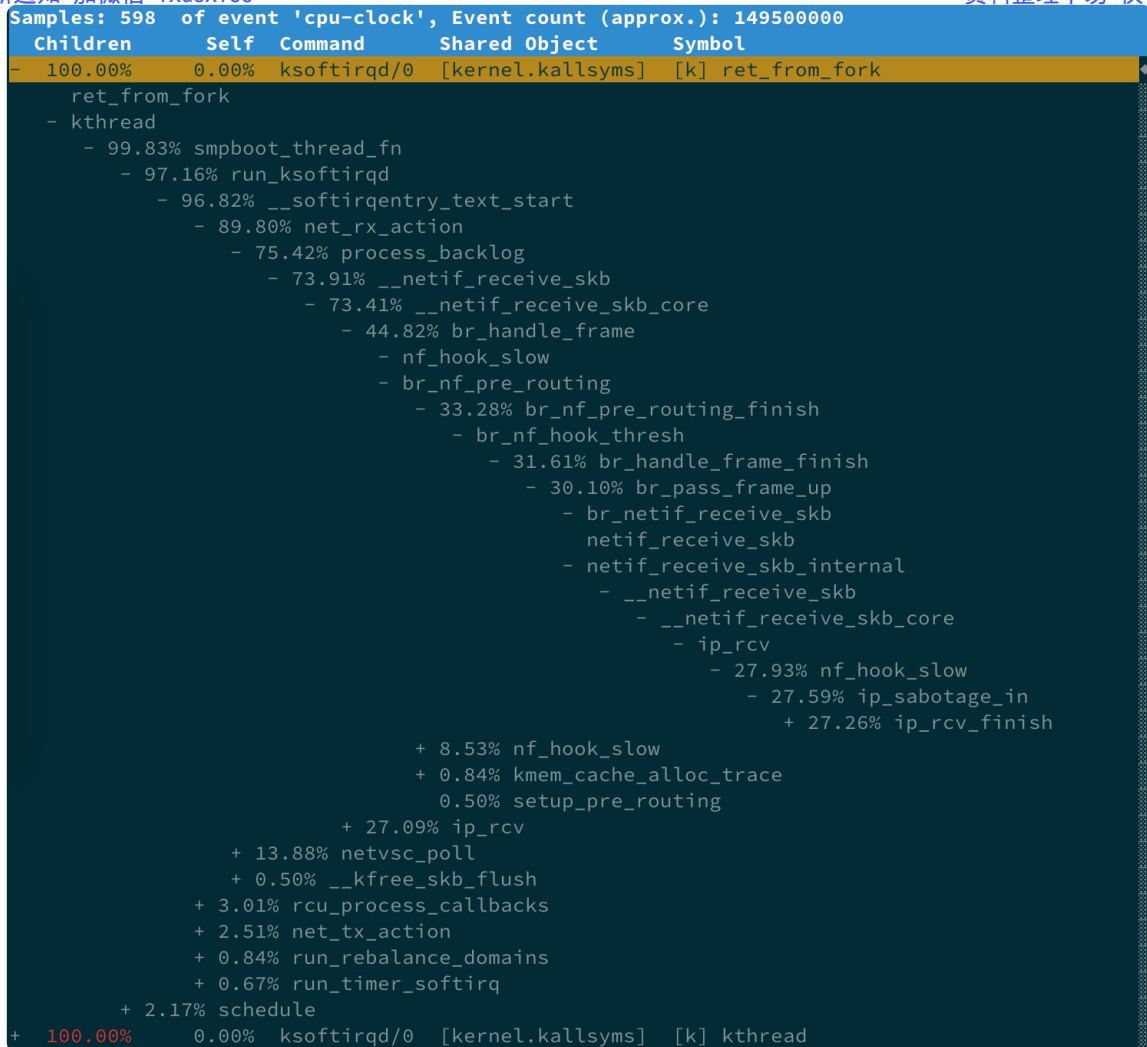 Samples: 598  of event 'cpu-clock', Event count (approx.): 149500000
  Children      Self  Command      Shared Object      Symbol
-  100.00%     0.00%  ksoftirqd/0  [kernel.kallsyms]  [k] ret_from_fork
     ret_from_fork
   - kthread
      - 99.83% smpboot_thread_fn
         - 97.16% run_ksoftirqd
            - 96.82% __softirqentry_text_start
               - 89.80% net_rx_action
                  - 75.42% process_backlog
                     - 73.91% __netif_receive_skb
                        - 73.41% __netif_receive_skb_core
                           - 44.82% br_handle_frame
                              - nf_hook_slow
                              - br_nf_pre_routing
                                 - 33.28% br_nf_pre_routing_finish
                                    - br_nf_hook_thresh
                                       - 31.61% br_handle_frame_finish
                                          - 30.10% br_pass_frame_up
                                             - br_netif_receive_skb
                                               netif_receive_skb
                                             - netif_receive_skb_internal
                                                - __netif_receive_skb
                                                   - __netif_receive_skb_core
                                                      - ip_rcv
                                                         - 27.93% nf_hook_slow
                                                            - 27.59% ip_sabotage_in
                                                               + 27.26% ip_rcv_finish
                                 + 8.53% nf_hook_slow
                                 + 0.84% kmem_cache_alloc_trace
                                   0.50% setup_pre_routing
                           + 27.09% ip_rcv
                  + 13.88% netvsc_poll
                  + 0.50% __kfree_skb_flush
               + 3.01% rcu_process_callbacks
               + 2.51% net_tx_action
               + 0.84% run_rebalance_domains
               + 0.67% run_timer_softirq
         + 2.17% schedule
+  100.00%     0.00%  ksoftirqd/0  [kernel.kallsyms]  [k] kthread